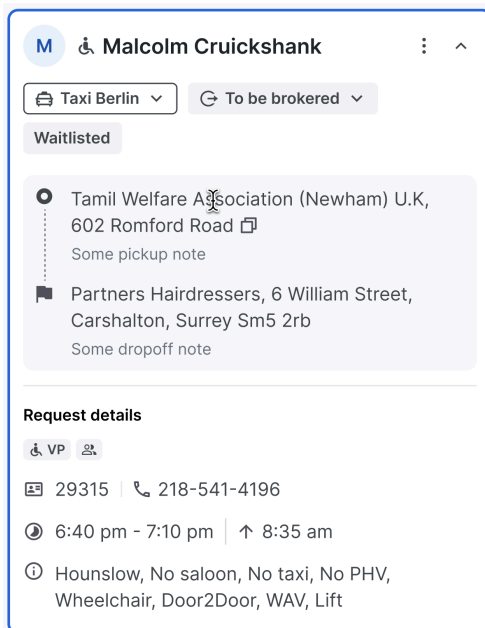 M Malcolm Cruickshank
Taxi Berlin To be brokered
Waitlisted
Tamil Welfare Association (Newham) U.K,
602 Romford Road
Some pickup note
Partners Hairdressers, 6 William Street,
Carshalton, Surrey Sm5 2rb
Some dropoff note
Request details
VP
29315 218-541-4196
6:40 pm - 7:10 pm ↑ 8:35 am
Hounslow, No saloon, No taxi, No PHV,
Wheelchair, Door2Door, WAV, Lift